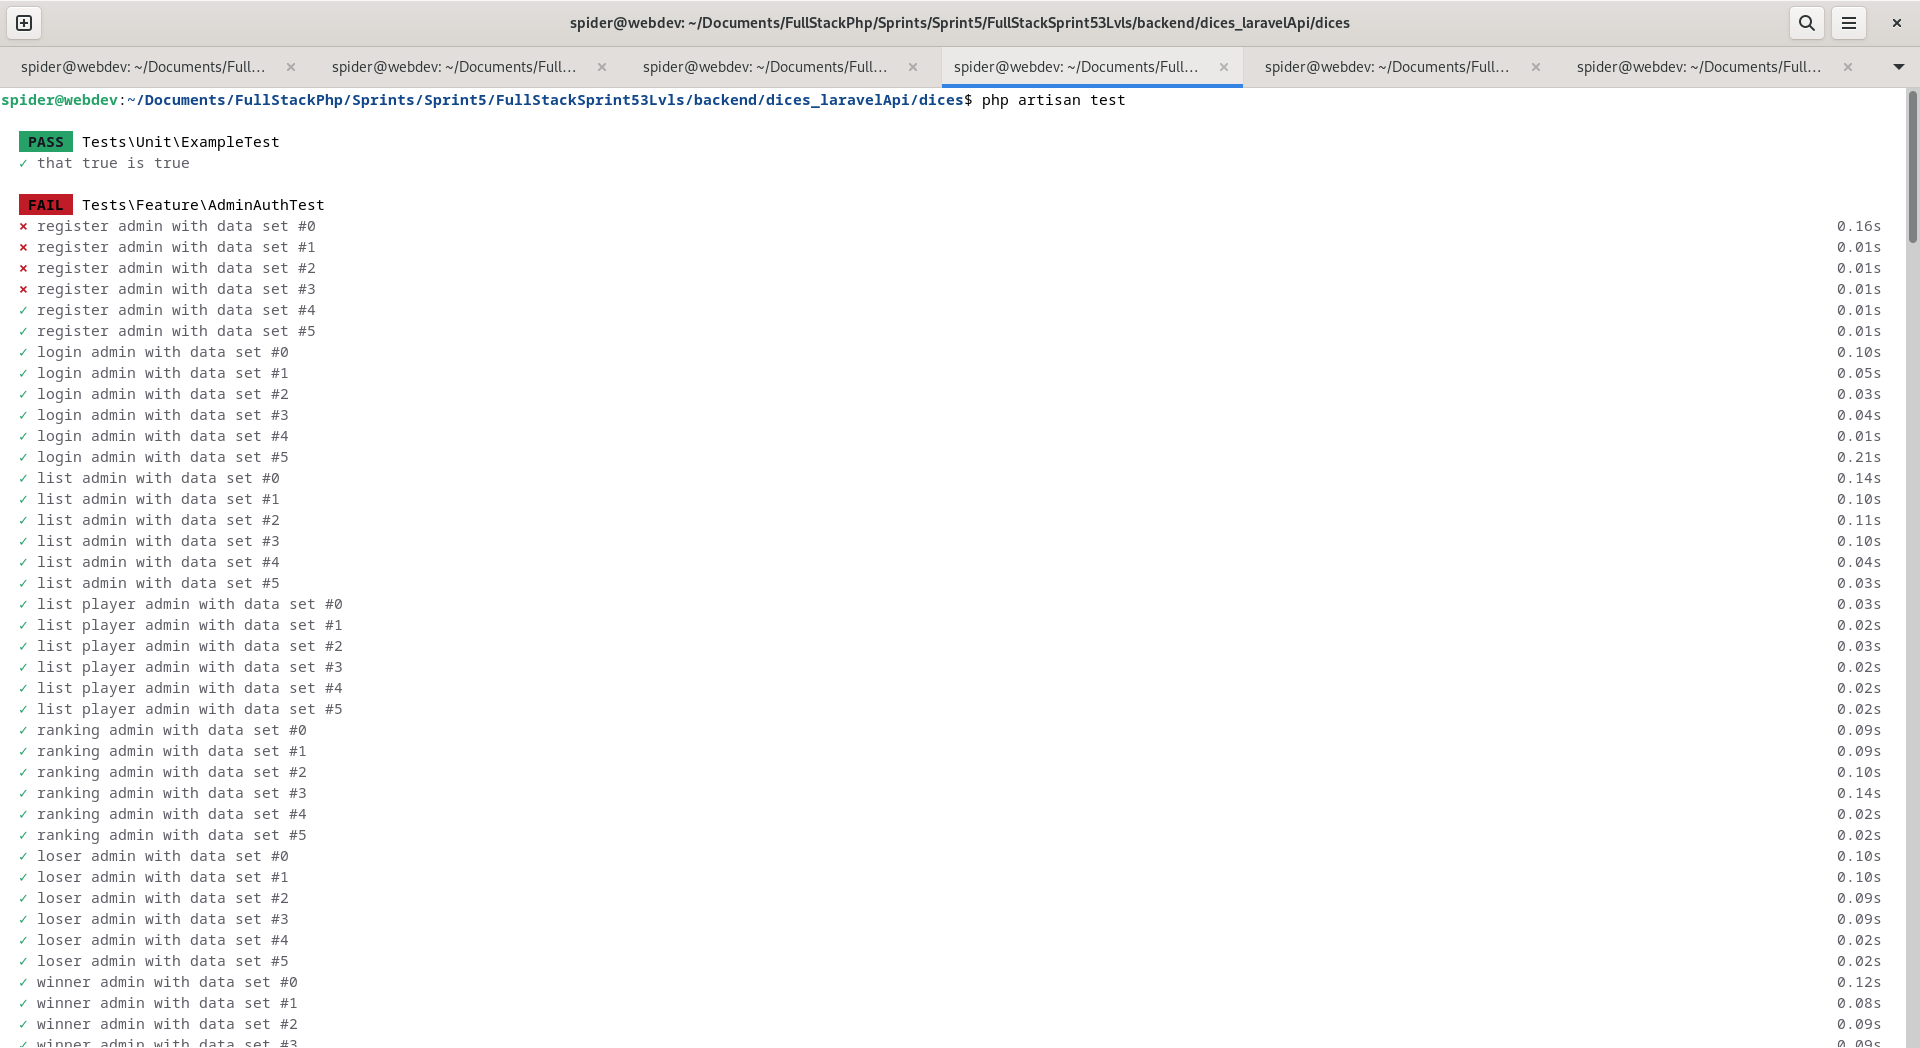 spider@webdev: ~/Documents/FullStackPhp/Sprints/Sprint5/FullStackSprint53Lvls/backend/dices_laravelApi/dices
spider@webdev: ~/Documents/Full... spider@webdev: ~/Documents/Full... spider@webdev: ~/Documents/Full... spider@webdev: ~/Documents/Full... spider@webdev: ~/Documents/Full... spider@webdev: ~/Documents/Full...
spider@webdev:~/Documents/FullStackPhp/Sprints/Sprint5/FullStackSprint53Lvls/backend/dices_laravelApi/dices$ php artisan test
PASS Tests\Unit\ExampleTest
✓ that true is true
FAIL Tests\Feature\AdminAuthTest
⨯ register admin with data set #0 0.16s
⨯ register admin with data set #1 0.01s
⨯ register admin with data set #2 0.01s
⨯ register admin with data set #3 0.01s
✓ register admin with data set #4 0.01s
✓ register admin with data set #5 0.01s
✓ login admin with data set #0 0.10s
✓ login admin with data set #1 0.05s
✓ login admin with data set #2 0.03s
✓ login admin with data set #3 0.04s
✓ login admin with data set #4 0.01s
✓ login admin with data set #5 0.21s
✓ list admin with data set #0 0.14s
✓ list admin with data set #1 0.10s
✓ list admin with data set #2 0.11s
✓ list admin with data set #3 0.10s
✓ list admin with data set #4 0.04s
✓ list admin with data set #5 0.03s
✓ list player admin with data set #0 0.03s
✓ list player admin with data set #1 0.02s
✓ list player admin with data set #2 0.03s
✓ list player admin with data set #3 0.02s
✓ list player admin with data set #4 0.02s
✓ list player admin with data set #5 0.02s
✓ ranking admin with data set #0 0.09s
✓ ranking admin with data set #1 0.09s
✓ ranking admin with data set #2 0.10s
✓ ranking admin with data set #3 0.14s
✓ ranking admin with data set #4 0.02s
✓ ranking admin with data set #5 0.02s
✓ loser admin with data set #0 0.10s
✓ loser admin with data set #1 0.10s
✓ loser admin with data set #2 0.09s
✓ loser admin with data set #3 0.09s
✓ loser admin with data set #4 0.02s
✓ loser admin with data set #5 0.02s
✓ winner admin with data set #0 0.12s
✓ winner admin with data set #1 0.08s
✓ winner admin with data set #2 0.09s
✓ winner admin with data set #3 0.09s